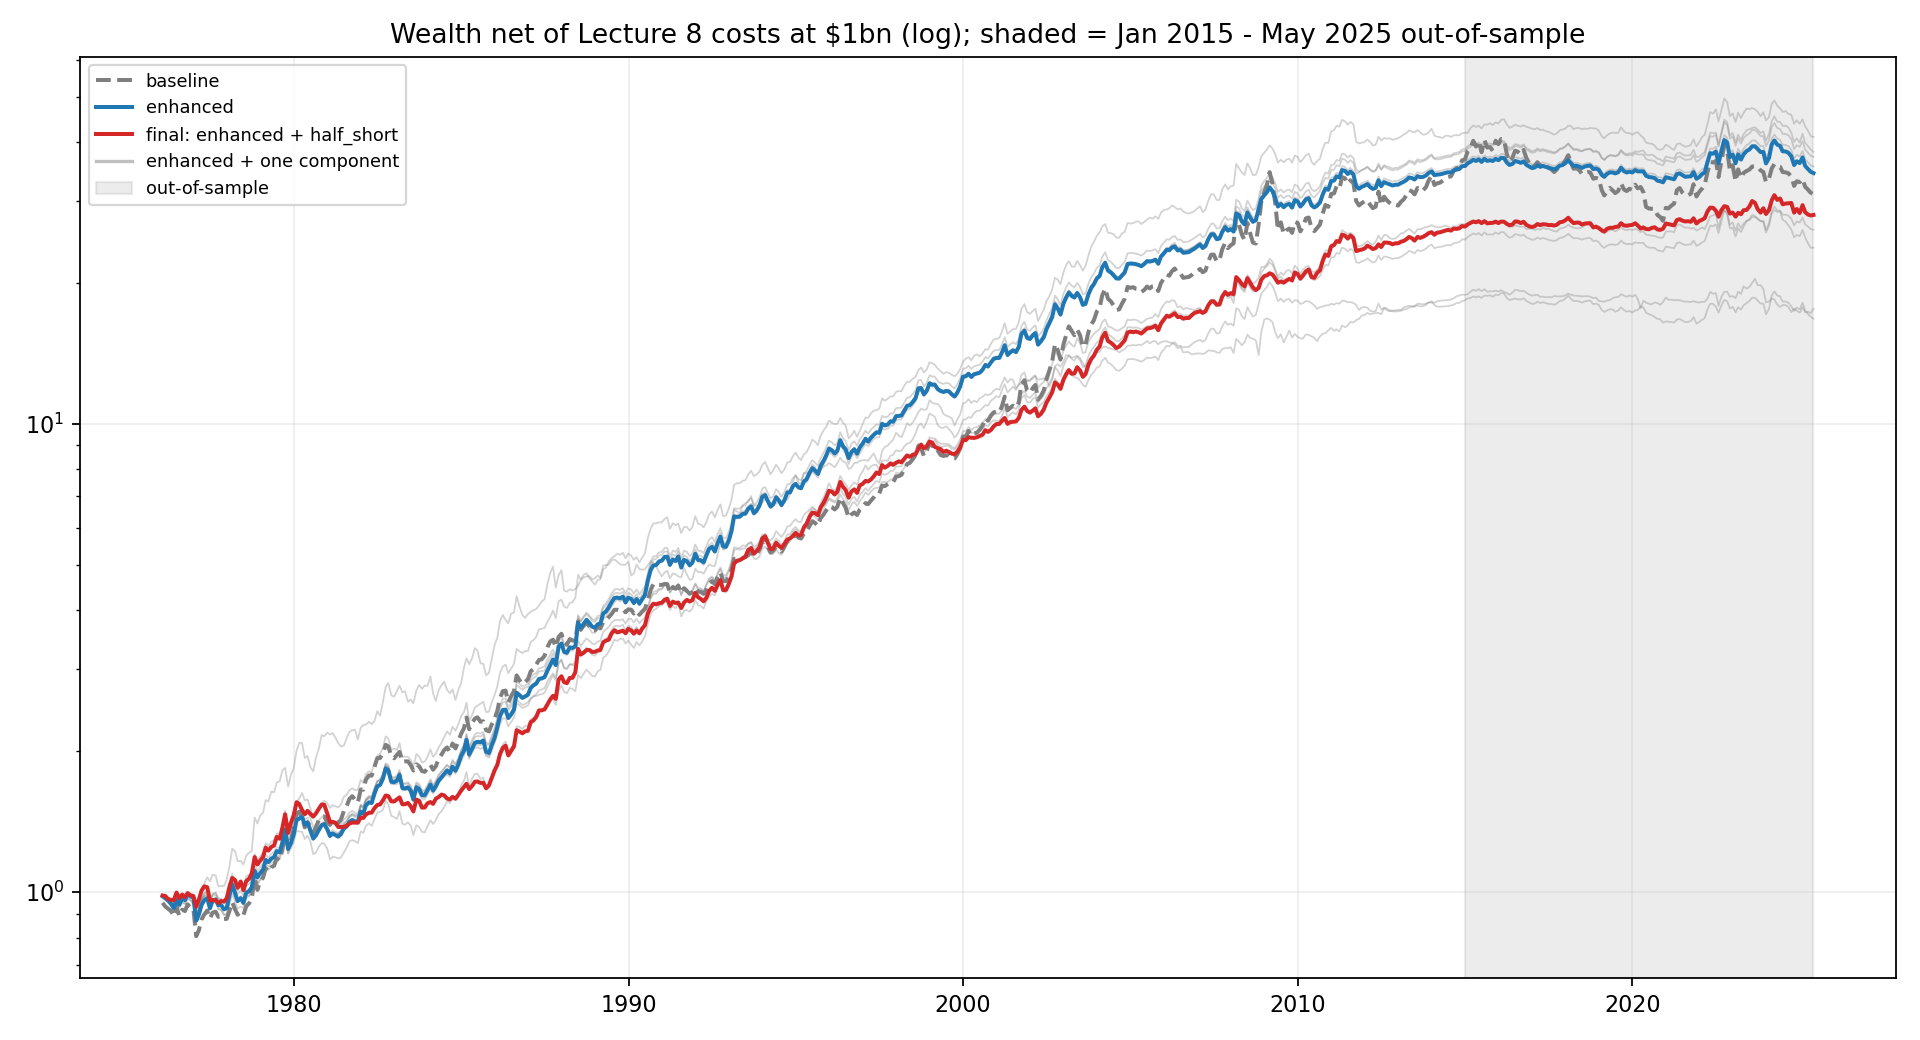 Wealth net of Lecture 8 costs at $1bn (log); shaded = Jan 2015 - May 2025 out-of-sample
baseline
enhanced
final: enhanced + half_short
enhanced + one component
out-of-sample
10¹
10⁰
1980
1990
2000
2010
2020